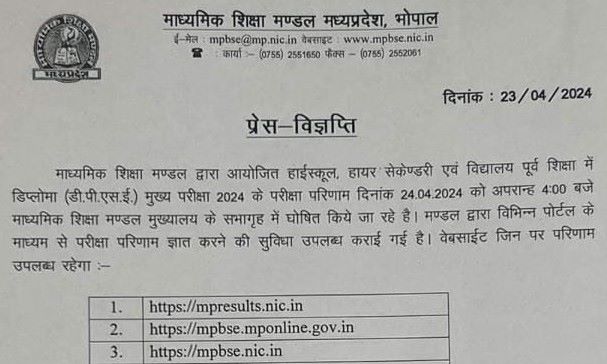 माध्यमिक शिक्षा मण्डल मध्यप्रदेश, भोपाल
ई–मेल : mpbse@mp.nic.in वेबसाइट : www.mpbse.nic.in
☎ : कार्या :– (0755) 2551650 फैक्स – (0755) 2552061
मध्यप्रदेश
दिनांक : 23/04/2024
प्रेस–विज्ञप्ति
माध्यमिक शिक्षा मण्डल द्वारा आयोजित हाईस्कूल, हायर सेकेण्डरी एवं विद्यालय पूर्व शिक्षा में
डिप्लोमा (डी.पी.एस.ई.) मुख्य परीक्षा 2024 के परीक्षा परिणाम दिनांक 24.04.2024 को अपरान्ह 4:00 बजे
माध्यमिक शिक्षा मण्डल मुख्यालय के सभागृह में घोषित किये जा रहे है। मण्डल द्वारा विभिन्न पोर्टल के
माध्यम से परीक्षा परिणाम ज्ञात करने की सुविधा उपलब्ध कराई गई है। वेबसाईट जिन पर परिणाम
उपलब्ध रहेगा :–
1. https://mpresults.nic.in
2. https://mpbse.mponline.gov.in
3. https://mpbse.nic.in